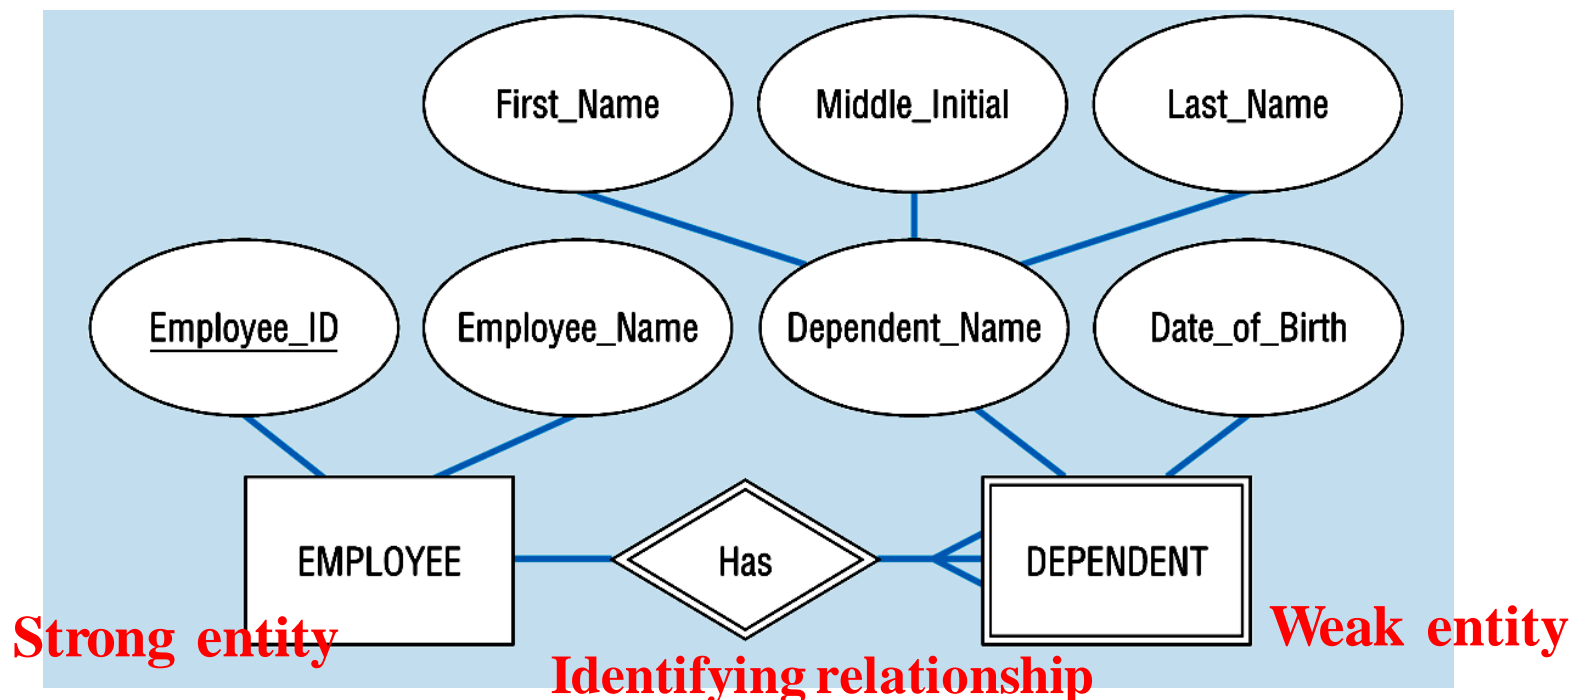 First_Name Middle_Initial Last_Name
Employee_ID Employee_Name Dependent_Name Date_of_Birth
EMPLOYEE Has DEPENDENT
Strong entity Weak entity
Identifying relationship